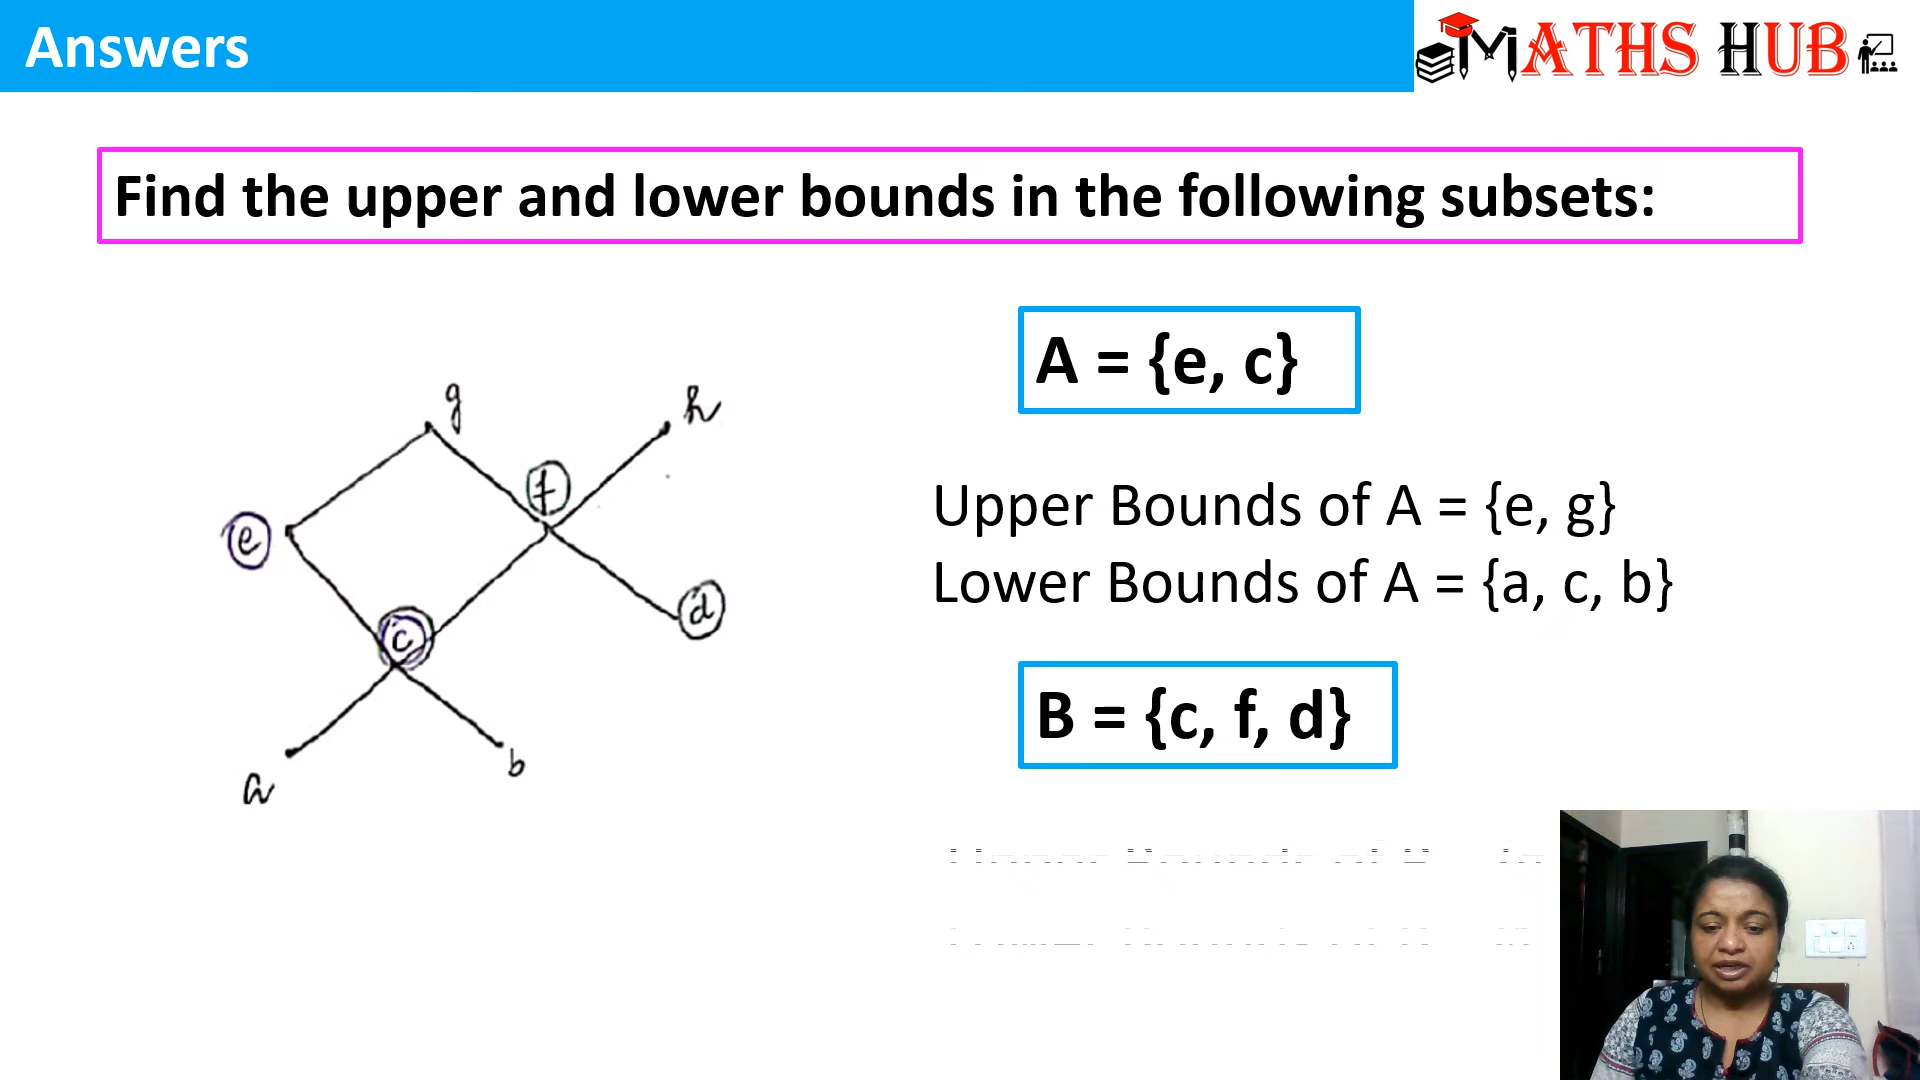 Answers
MATHS HUB
Find the upper and lower bounds in the following subsets:
A = {e, c}
g
h
f
e
Upper Bounds of A = {e, g}
Lower Bounds of A = {a, c, b}
d
c
B = {c, f, d}
b
a